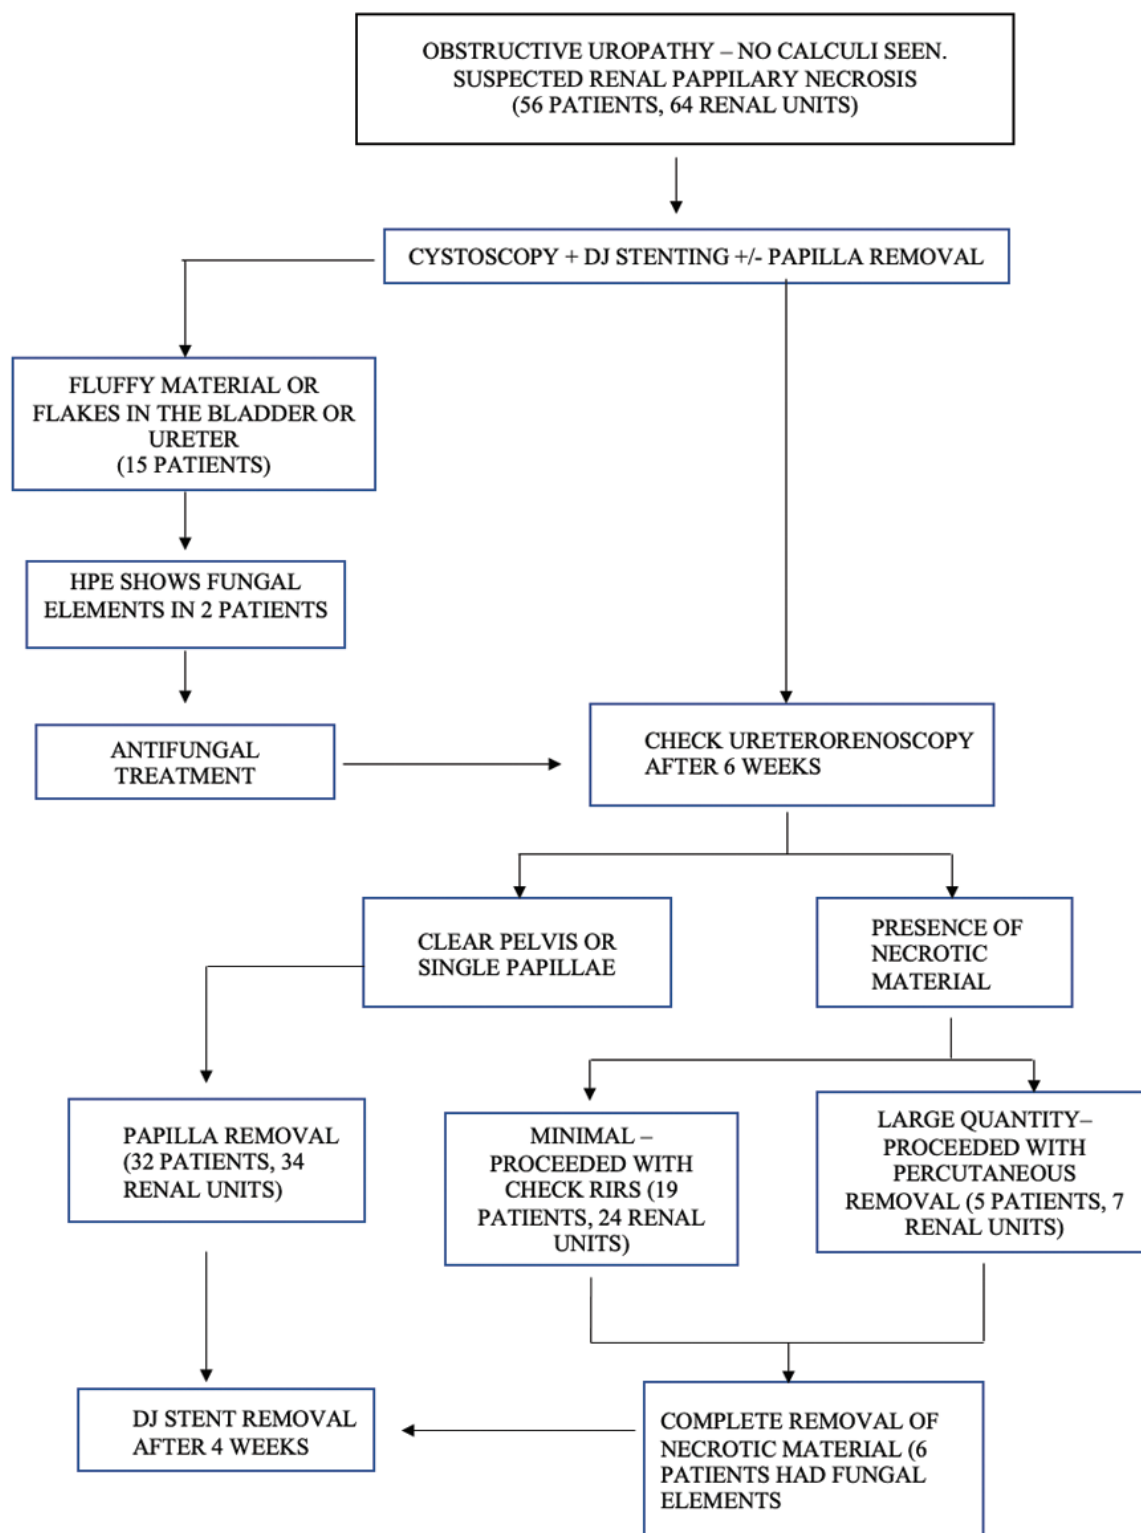 OBSTRUCTIVE UROPATHY – NO CALCULI SEEN.
SUSPECTED RENAL PAPPILARY NECROSIS
(56 PATIENTS, 64 RENAL UNITS)
CYSTOSCOPY + DJ STENTING +/- PAPILLA REMOVAL
FLUFFY MATERIAL OR
FLAKES IN THE BLADDER OR
URETER
(15 PATIENTS)
HPE SHOWS FUNGAL
ELEMENTS IN 2 PATIENTS
ANTIFUNGAL
TREATMENT
CHECK URETERORENOSCOPY
AFTER 6 WEEKS
CLEAR PELVIS OR
SINGLE PAPILLAE
PRESENCE OF
NECROTIC
MATERIAL
PAPILLA REMOVAL
(32 PATIENTS, 34
RENAL UNITS)
MINIMAL –
PROCEEDED WITH
CHECK RIRS (19
PATIENTS, 24 RENAL
UNITS)
LARGE QUANTITY–
PROCEEDED WITH
PERCUTANEOUS
REMOVAL (5 PATIENTS, 7
RENAL UNITS)
DJ STENT REMOVAL
AFTER 4 WEEKS
COMPLETE REMOVAL OF
NECROTIC MATERIAL (6
PATIENTS HAD FUNGAL
ELEMENTS